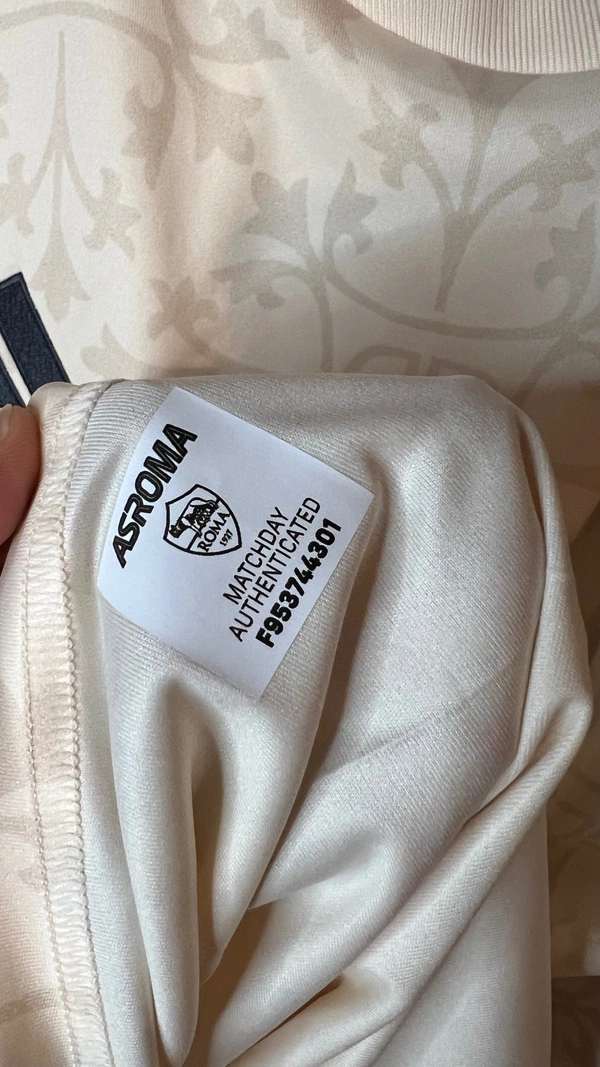 ASROMA
ROMA
1927
MATCHDAY
AUTHENTICATED
F953744301